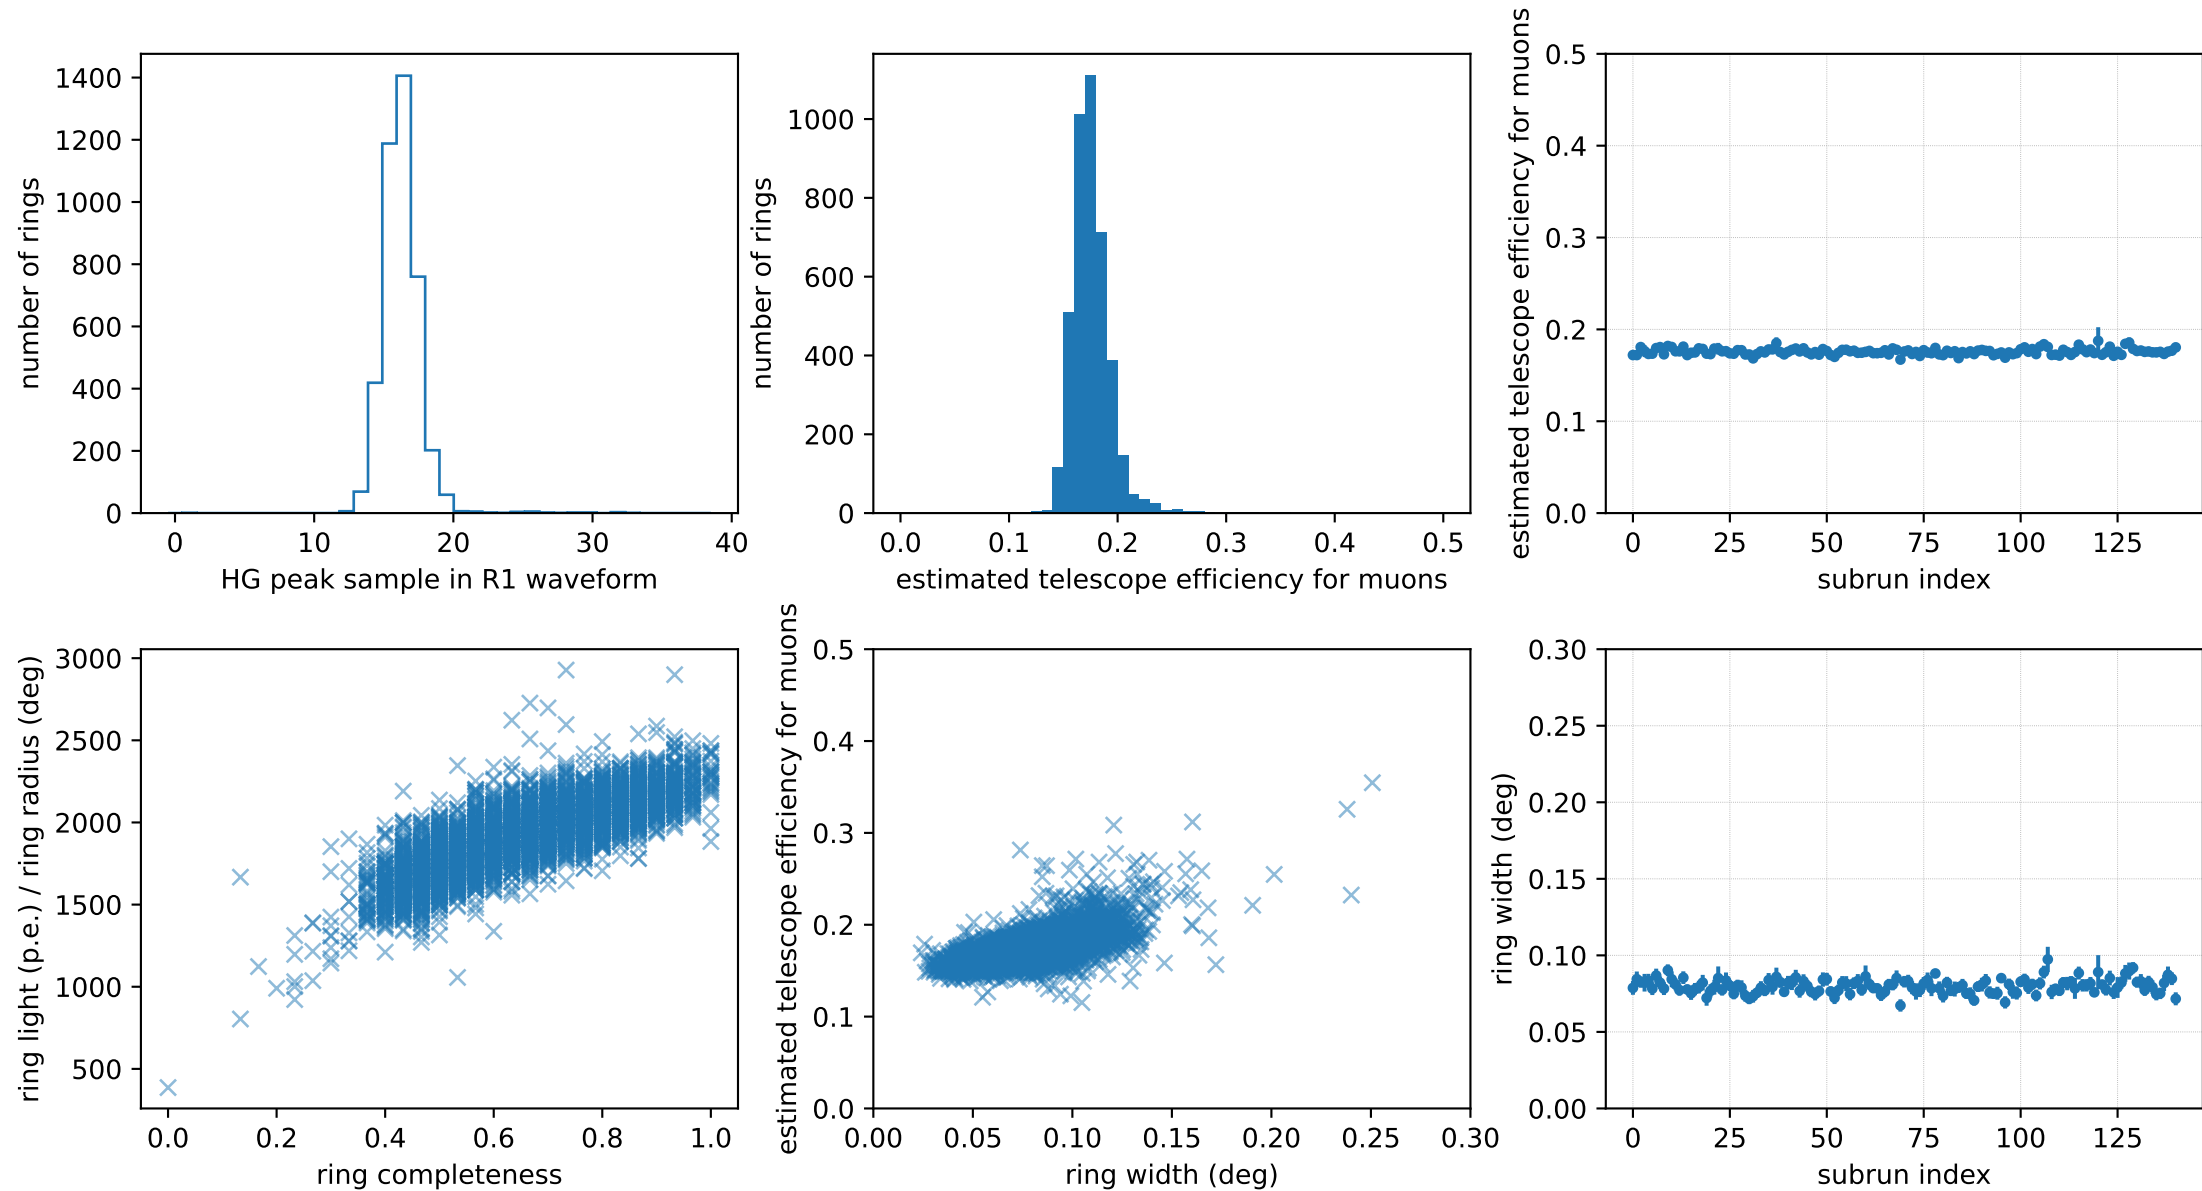 number of rings
1400
1200
1000
800
600
400
200
0
0 10 20 30 40
HG peak sample in R1 waveform
number of rings
1000
800
600
400
200
0
0.0 0.1 0.2 0.3 0.4 0.5
estimated telescope efficiency for muons
estimated telescope efficiency for muons
0.5
0.4
0.3
0.2
0.1
0.0
0 25 50 75 100 125
subrun index
ring light (p.e.) / ring radius (deg)
3000
2500
2000
1500
1000
500
0.0 0.2 0.4 0.6 0.8 1.0
ring completeness
estimated telescope efficiency for muons
0.5
0.4
0.3
0.2
0.1
0.0
0.00 0.05 0.10 0.15 0.20 0.25 0.30
ring width (deg)
ring width (deg)
0.30
0.25
0.20
0.15
0.10
0.05
0.00
0 25 50 75 100 125
subrun index